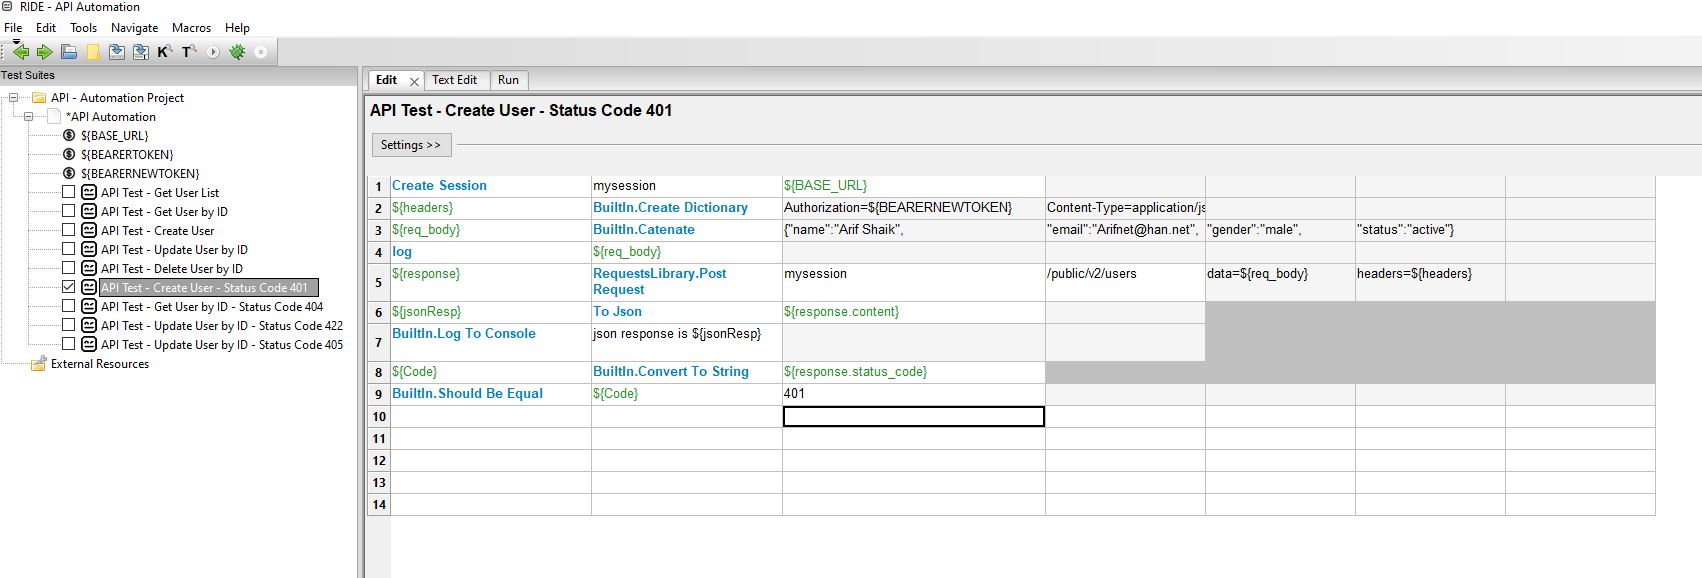 RIDE - API Automation
File Edit Tools Navigate Macros Help
K T
Test Suites
API - Automation Project
*API Automation
${BASE_URL}
${BEARERTOKEN}
${BEARERNEWTOKEN}
API Test - Get User List
API Test - Get User by ID
API Test - Create User
API Test - Update User by ID
API Test - Delete User by ID
API Test - Create User - Status Code 401
API Test - Get User by ID - Status Code 404
API Test - Update User by ID - Status Code 422
API Test - Update User by ID - Status Code 405
External Resources
Edit Text Edit Run
API Test - Create User - Status Code 401
Settings >>
1 Create Session mysession ${BASE_URL}
2 ${headers} BuiltIn.Create Dictionary Authorization=${BEARERNEWTOKEN} Content-Type=application/js
3 ${req_body} BuiltIn.Catenate {"name":"Arif Shaik", "email":"Arifnet@han.net", "gender":"male", "status":"active"}
4 log ${req_body}
5 ${response} RequestsLibrary.Post Request mysession /public/v2/users data=${req_body} headers=${headers}
6 ${jsonResp} To Json ${response.content}
7 BuiltIn.Log To Console json response is ${jsonResp}
8 ${Code} BuiltIn.Convert To String ${response.status_code}
9 BuiltIn.Should Be Equal ${Code} 401
10
11
12
13
14